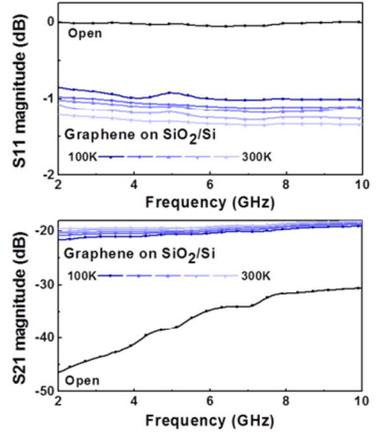 0
Open
-1
Graphene on SiO2/Si
100K 300K
-2
2 4 6 8 10
Frequency (GHz)
S11 magnitude (dB)
-20
Graphene on SiO2/Si
100K 300K
-30
-40
Open
-50
2 4 6 8 10
Frequency (GHz)
S21 magnitude (dB)